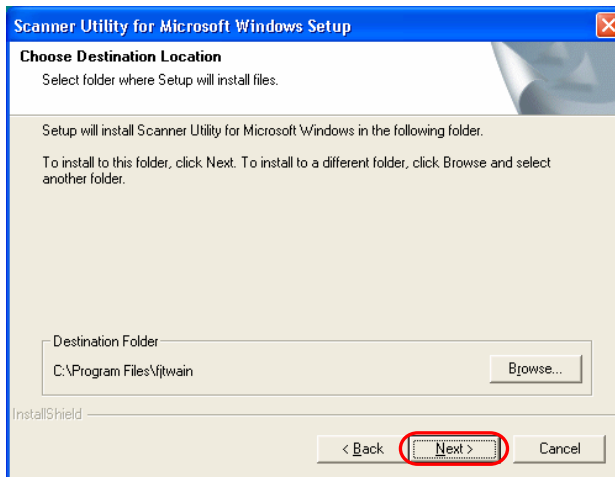 Scanner Utility for Microsoft Windows Setup
Choose Destination Location
Select folder where Setup will install files.
Setup will install Scanner Utility for Microsoft Windows in the following folder.
To install to this folder, click Next. To install to a different folder, click Browse and select
another folder.
Destination Folder
C:\Program Files\fjtwain
Browse...
InstallShield
< Back
Next >
Cancel